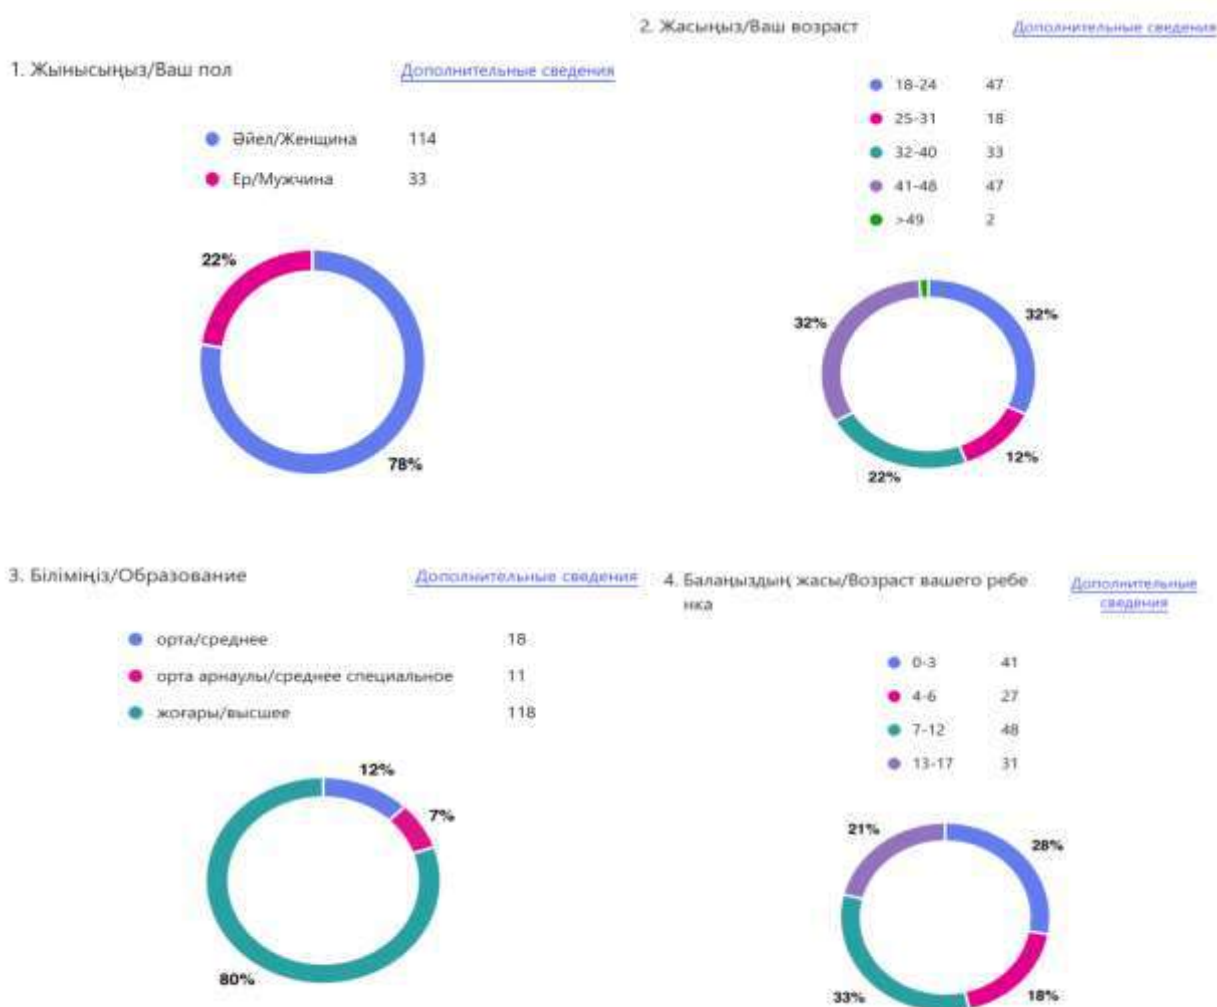 1. Жынысыңыз/Ваш пол
Дополнительные сведения
Әйел/Женщина 114
Ер/Мужчина 33
22%
78%
2. Жасыңыз/Ваш возраст
Дополнительные сведения
18-24 47
25-31 18
32-40 33
41-48 47
>49 2
32%
32%
12%
22%
3. Біліміңіз/Образование
Дополнительные сведения
орта/среднее 18
орта арнаулы/среднее специальное 11
жоғары/высшее 118
12%
7%
80%
4. Балаңыздың жасы/Возраст вашего ребе
нка
Дополнительные
сведения
0-3 41
4-6 27
7-12 48
13-17 31
21%
28%
33%
18%